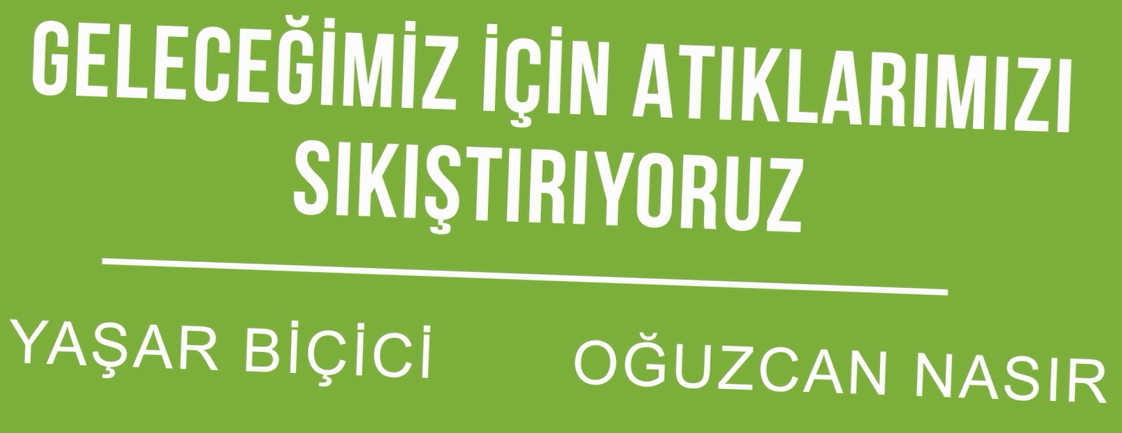 GELECEĞİMİZ İÇİN ATIKLARIMIZI
SIKIŞTIRIYORUZ
YAŞAR BİÇİCİ OĞUZCAN NASIR